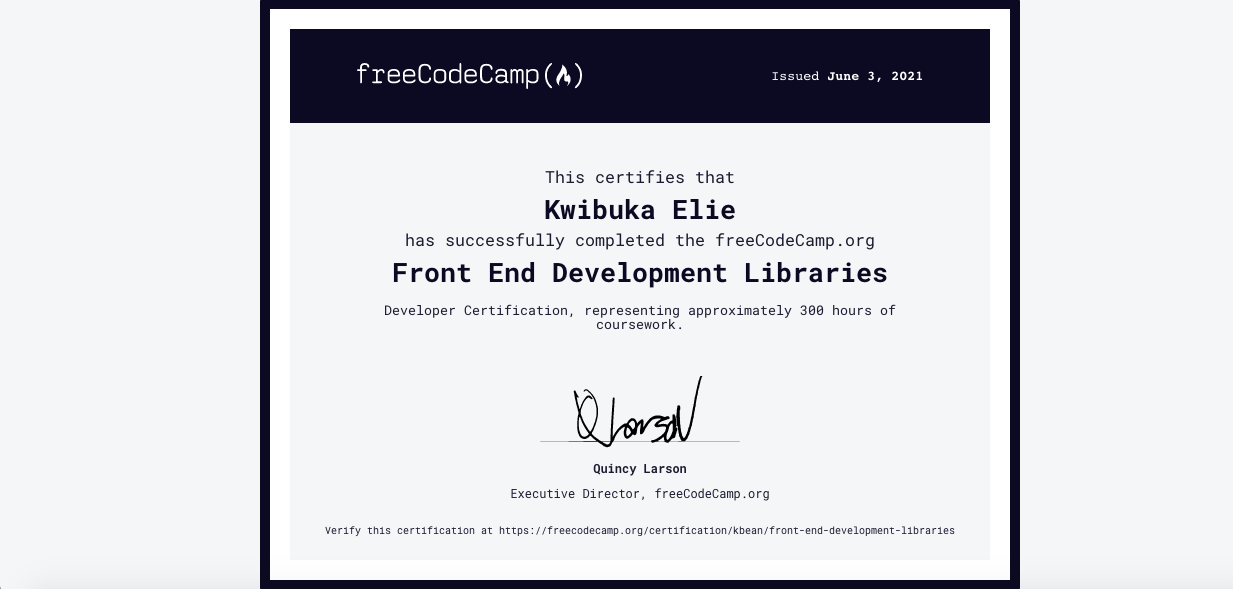 freeCodeCamp(🔥)
Issued June 3, 2021
This certifies that
Kwibuka Elie
has successfully completed the freeCodeCamp.org
Front End Development Libraries
Developer Certification, representing approximately 300 hours of
coursework.
Quincy Larson
Executive Director, freeCodeCamp.org
Verify this certification at https://freecodecamp.org/certification/kbean/front-end-development-libraries